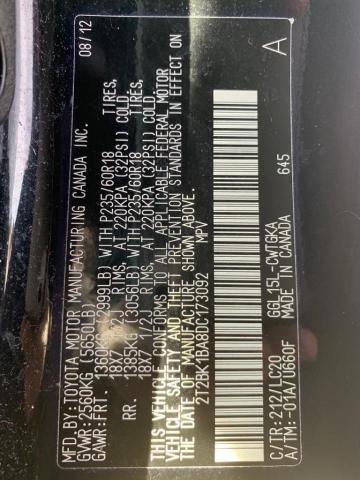 MFD.BY:TOYOTA MOTOR MANUFACTURING CANADA INC. 08/12
GVWR: 2560KG (5650LB)
GAWR:FRT. 1360KG (2999LB) WITH P235/60R18 TIRES,
18X7 1/2J RIMS, AT 220KPA (32PSI) COLD
RR. 1385KG (3055LB) WITH P235/60R18 TIRES,
18X7 1/2J RIMS, AT 220KPA (32PSI) COLD
THIS VEHICLE CONFORMS TO ALL APPLICABLE FEDERAL MOTOR
VEHICLE SAFETY AND THEFT PREVENTION STANDARDS IN EFFECT ON
THE DATE OF MANUFACTURE SHOWN ABOVE.
2T2BK1BA8DC173092 MPV
A
C/TR:212/LC20 GGL15L-CWTGKA 645
A/TM:-01A/U660F MADE IN CANADA